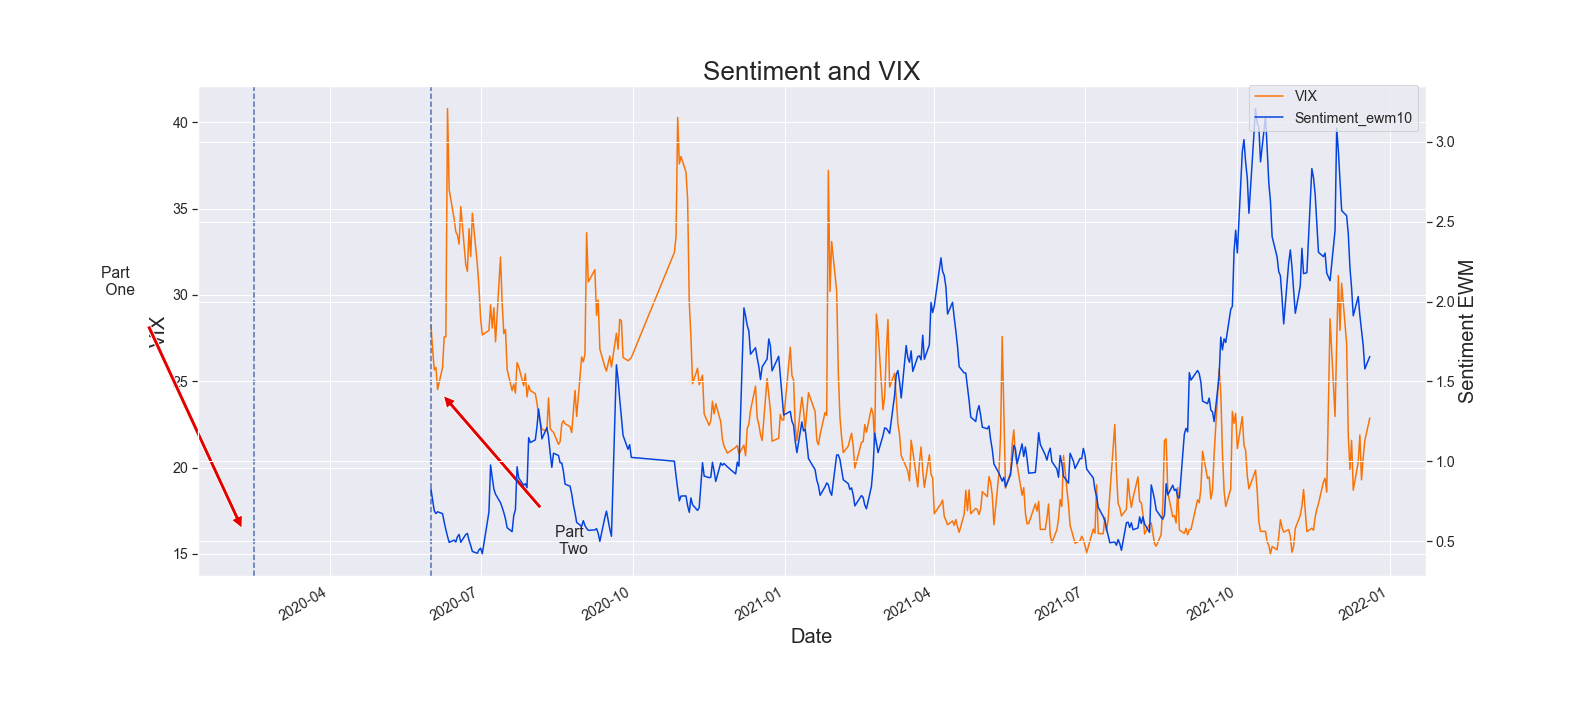 Sentiment and VIX
VIX
Sentiment_ewm10
40
35
30
25
20
15
VIX
3.0
2.5
2.0
1.5
1.0
0.5
Sentiment EWM
Part
One
Part
Two
2020-04
2020-07
2020-10
2021-01
2021-04
2021-07
2021-10
2022-01
Date